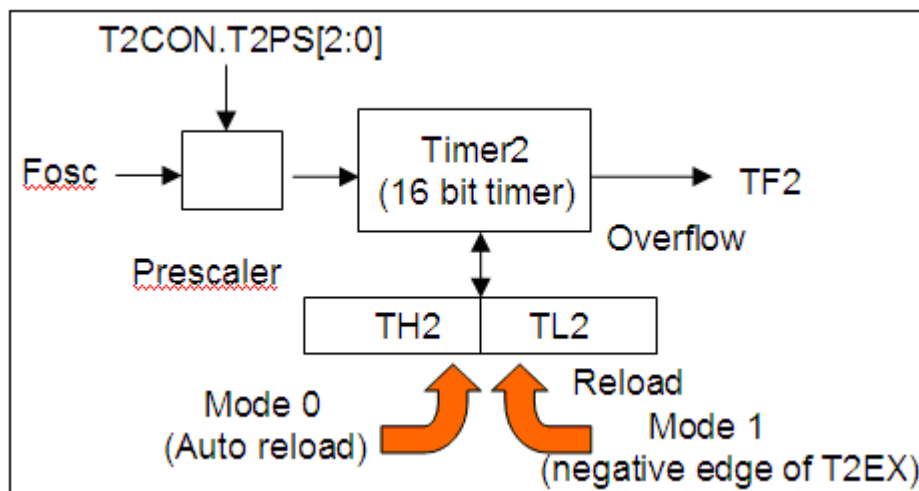 T2CON.T2PS[2:0]
Fosc
Timer2
(16 bit timer)
TF2
Overflow
Prescaler
TH2
TL2
Reload
Mode 0
(Auto reload)
Mode 1
(negative edge of T2EX)